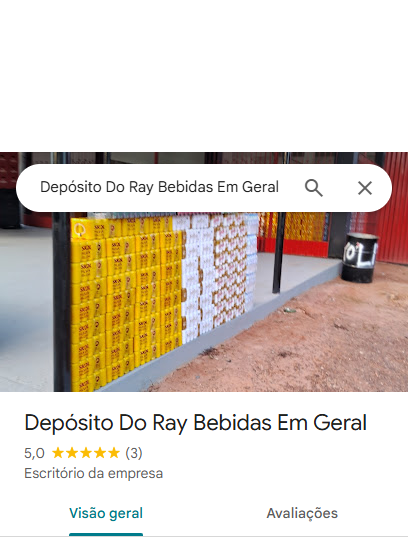 Depósito Do Ray Bebidas Em Geral
Depósito Do Ray Bebidas Em Geral
5,0 ★★★★★ (3)
Escritório da empresa
Visão geral
Avaliações